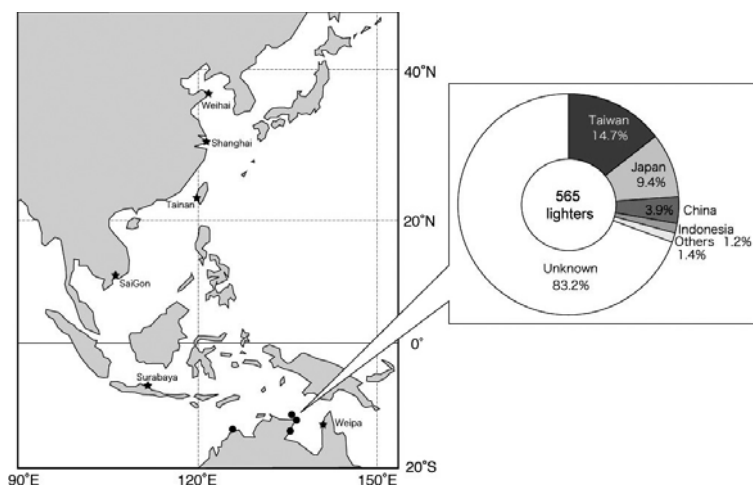 40°N
Weihai
Shanghai
Tainan
20°N
SaiGon
0°
Surabaya
Weipa
20°S
90°E
120°E
150°E
Taiwan
14.7%
Japan
9.4%
3.9% China
Indonesia
Others 1.2%
1.4%
565
lighters
Unknown
83.2%